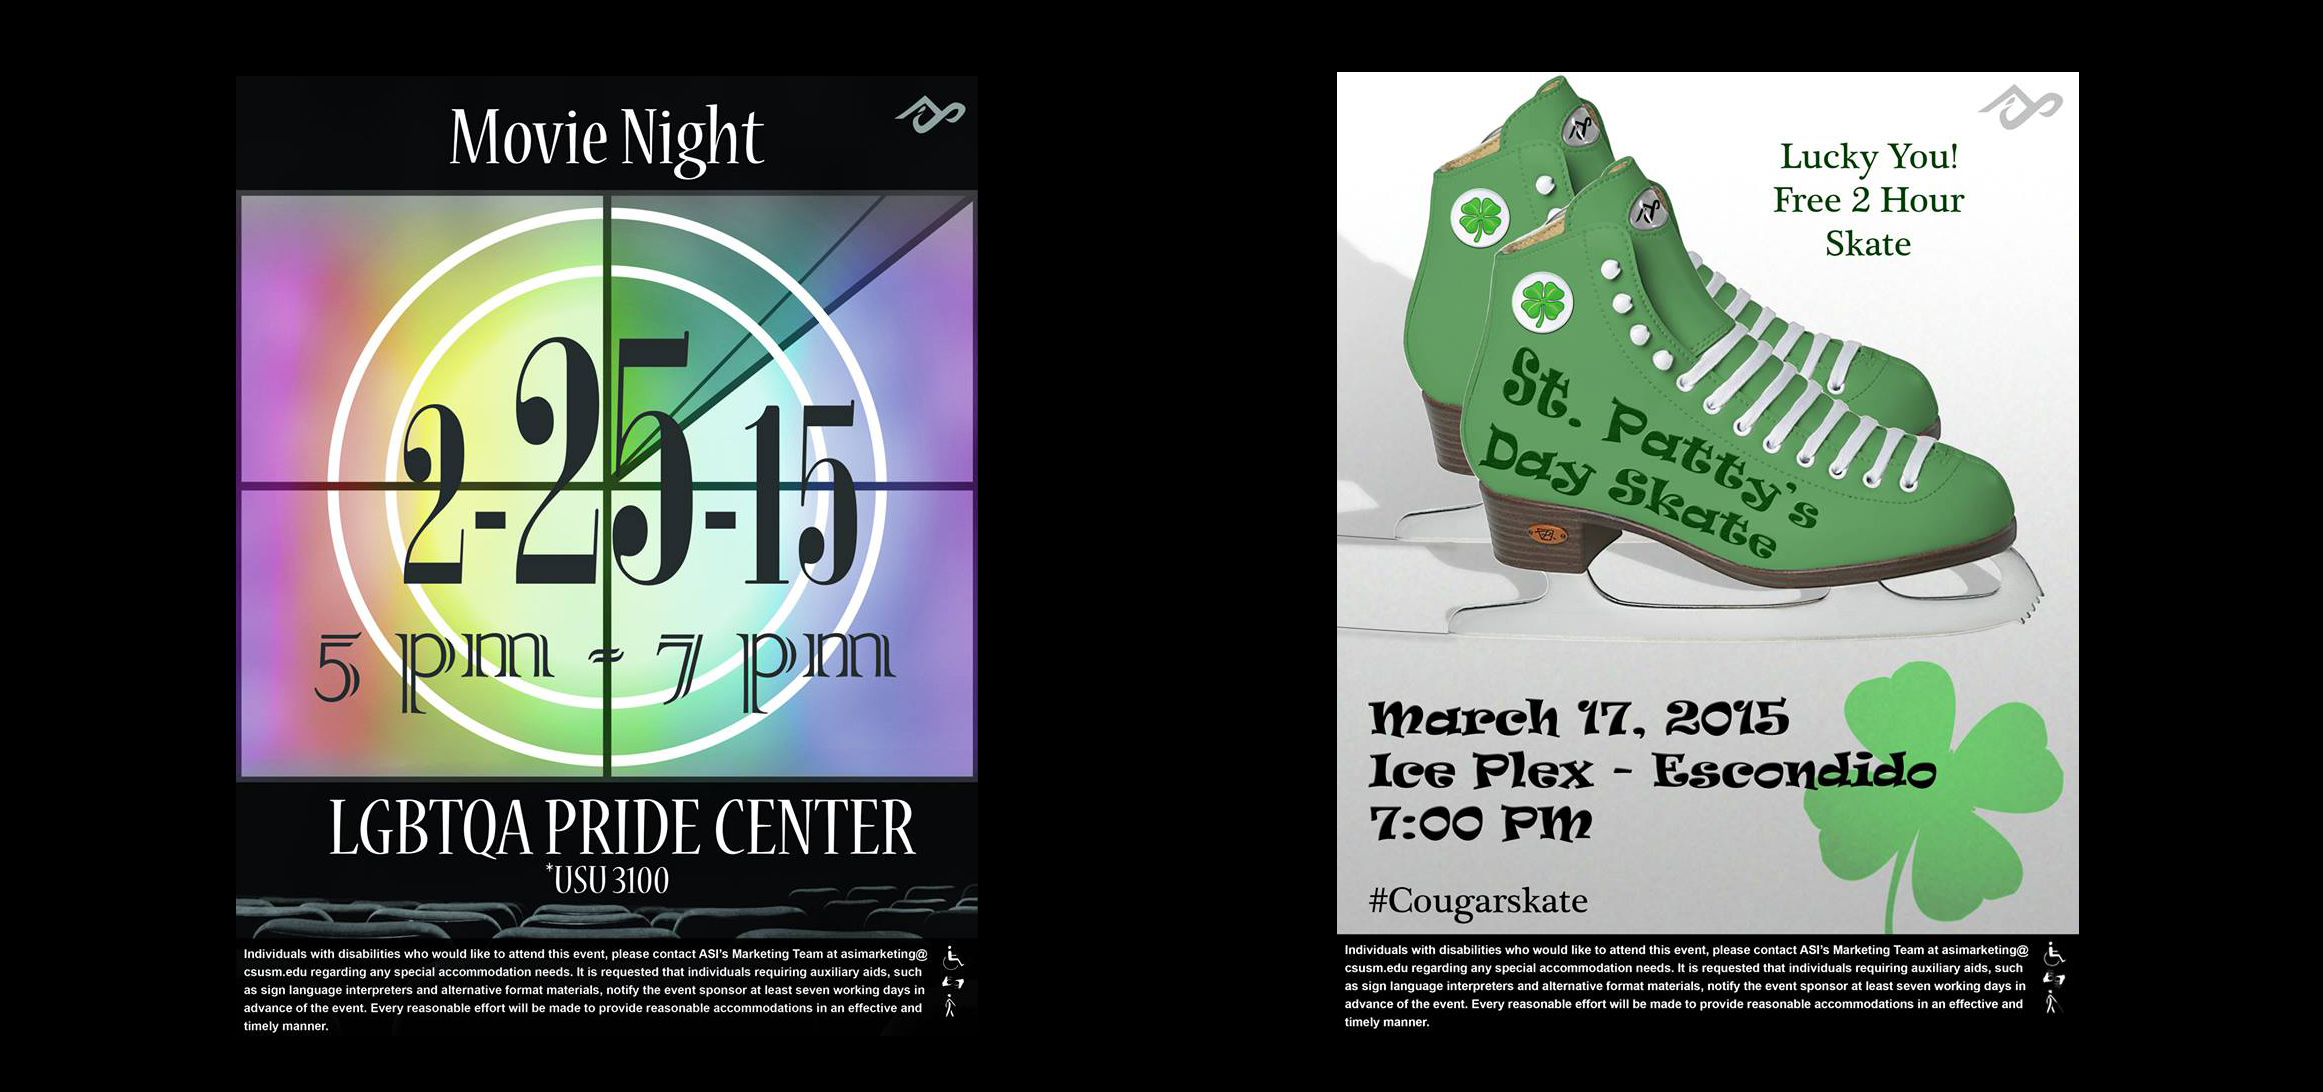 Movie Night
2-25-15
5 pm - 7 pm
LGBTQA PRIDE CENTER
*USU 3100
Individuals with disabilities who would like to attend this event, please contact ASI's Marketing Team at asimarketing@
csusm.edu regarding any special accommodation needs. It is requested that individuals requiring auxiliary aids, such
as sign language interpreters and alternative format materials, notify the event sponsor at least seven working days in
advance of the event. Every reasonable effort will be made to provide reasonable accommodations in an effective and
timely manner.
Lucky You!
Free 2 Hour
Skate
St. Patty's
Day Skate
March 17, 2015
Ice Plex - Escondido
7:00 PM
#Cougarskate
Individuals with disabilities who would like to attend this event, please contact ASI's Marketing Team at asimarketing@
csusm.edu regarding any special accommodation needs. It is requested that individuals requiring auxiliary aids, such
as sign language interpreters and alternative format materials, notify the event sponsor at least seven working days in
advance of the event. Every reasonable effort will be made to provide reasonable accommodations in an effective and
timely manner.